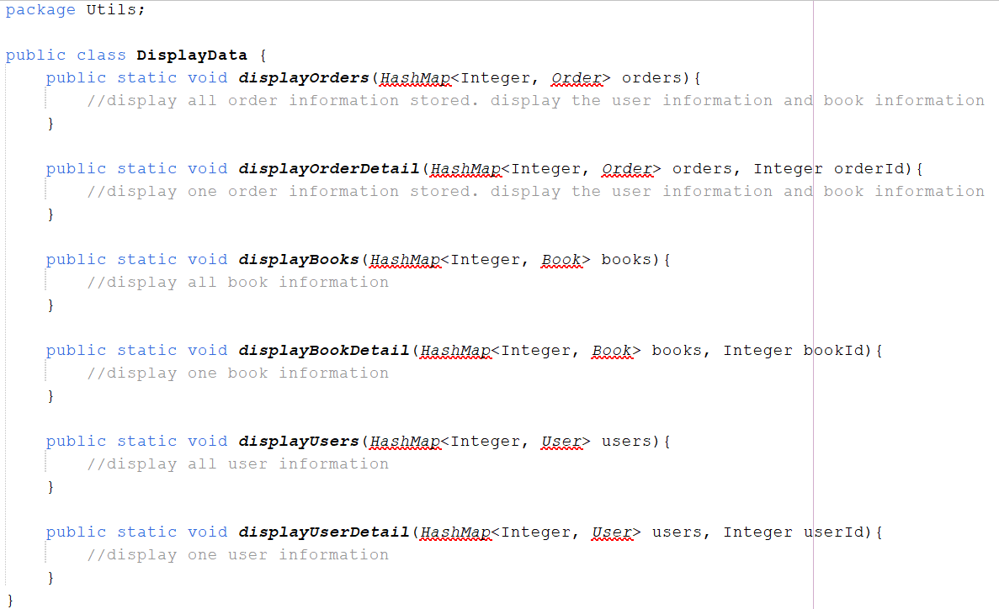 package Utils;
public class DisplayData {
public static void displayOrders(HashMap<Integer, Order> orders){
//display all order information stored. display the user information and book information
}
public static void displayOrderDetail(HashMap<Integer, Order> orders, Integer orderId){
//display one order information stored. display the user information and book information
}
public static void displayBooks(HashMap<Integer, Book> books){
//display all book information
}
public static void displayBookDetail(HashMap<Integer, Book> books, Integer bookId){
//display one book information
}
public static void displayUsers(HashMap<Integer, User> users){
//display all user information
}
public static void displayUserDetail(HashMap<Integer, User> users, Integer userId){
//display one user information
}
}